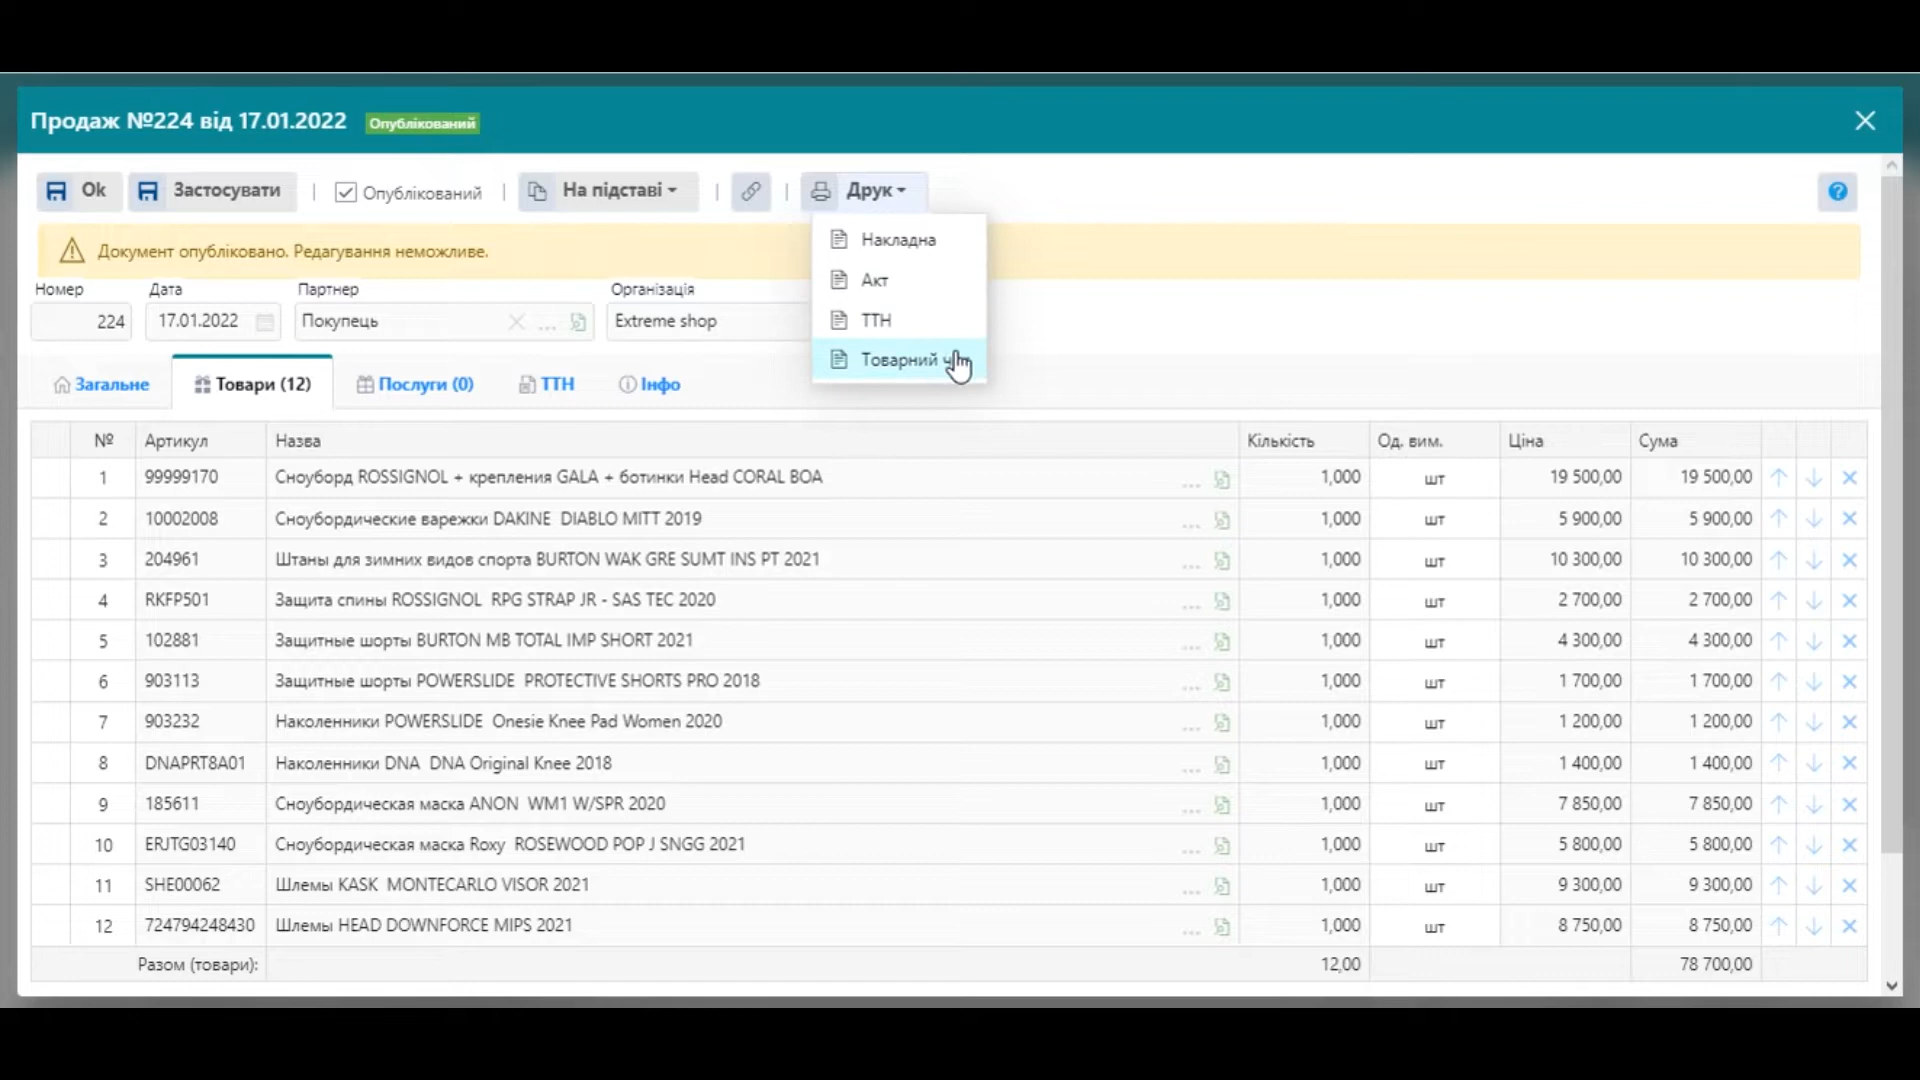 Продаж №224 від 17.01.2022 Опублікований
Ok Застосувати Опублікований На підставі Друк
Накладна
Акт
ТТН
Товарний
Документ опубліковано. Редагування неможливе.
Номер Дата Партнер Організація
224 17.01.2022 Покупець ... Extreme shop
Загальне Товари (12) Послуги (0) ТТН Інфо
№ Артикул Назва Кількість Од. вим. Ціна Сума
1 99999170 Сноуборд ROSSIGNOL + крепления GALA + ботинки Head CORAL BOA ... 1,000 шт 19 500,00 19 500,00
2 10002008 Сноубордические варежки DAKINE DIABLO MITT 2019 ... 1,000 шт 5 900,00 5 900,00
3 204961 Штаны для зимних видов спорта BURTON WAK GRE SUMT INS PT 2021 ... 1,000 шт 10 300,00 10 300,00
4 RKFP501 Защита спины ROSSIGNOL RPG STRAP JR - SAS TEC 2020 ... 1,000 шт 2 700,00 2 700,00
5 102881 Защитные шорты BURTON MB TOTAL IMP SHORT 2021 ... 1,000 шт 4 300,00 4 300,00
6 903113 Защитные шорты POWERSLIDE PROTECTIVE SHORTS PRO 2018 ... 1,000 шт 1 700,00 1 700,00
7 903232 Наколенники POWERSLIDE Onesie Knee Pad Women 2020 ... 1,000 шт 1 200,00 1 200,00
8 DNAPRT8A01 Наколенники DNA DNA Original Knee 2018 ... 1,000 шт 1 400,00 1 400,00
9 185611 Сноубордическая маска ANON WM1 W/SPR 2020 ... 1,000 шт 7 850,00 7 850,00
10 ERJTG03140 Сноубордическая маска Roxy ROSEWOOD POP J SNGG 2021 ... 1,000 шт 5 800,00 5 800,00
11 SHE00062 Шлемы KASK MONTECARLO VISOR 2021 ... 1,000 шт 9 300,00 9 300,00
12 724794248430 Шлемы HEAD DOWNFORCE MIPS 2021 ... 1,000 шт 8 750,00 8 750,00
Разом (товари): 12,00 78 700,00